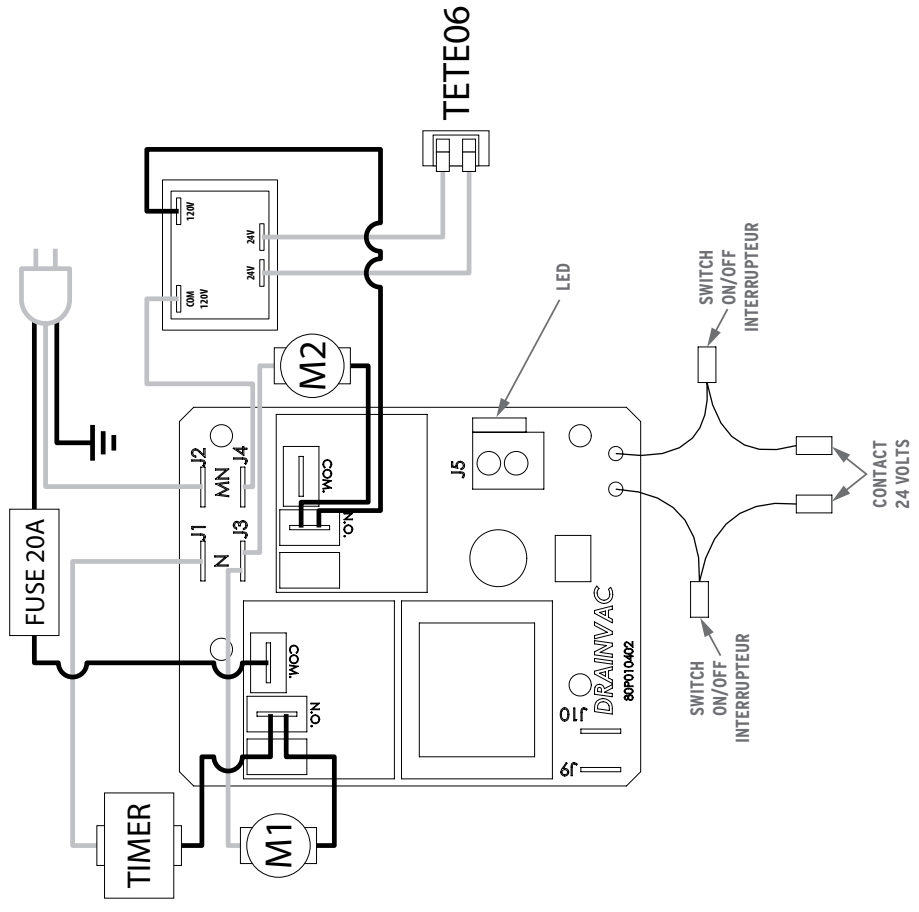 TETE06
120V
COM
120V
24V
24V
LED
SWITCH
ON/OFF
INTERRUPTEUR
CONTACT
24 VOLTS
SWITCH
ON/OFF
INTERRUPTEUR
M2
J2
J4
MN
J1
J3
N
COM.
N.O.
J5
FUSE 20A
COM.
N.O.
DRAINVAC
80P010402
J10
J9
TIMER
M1